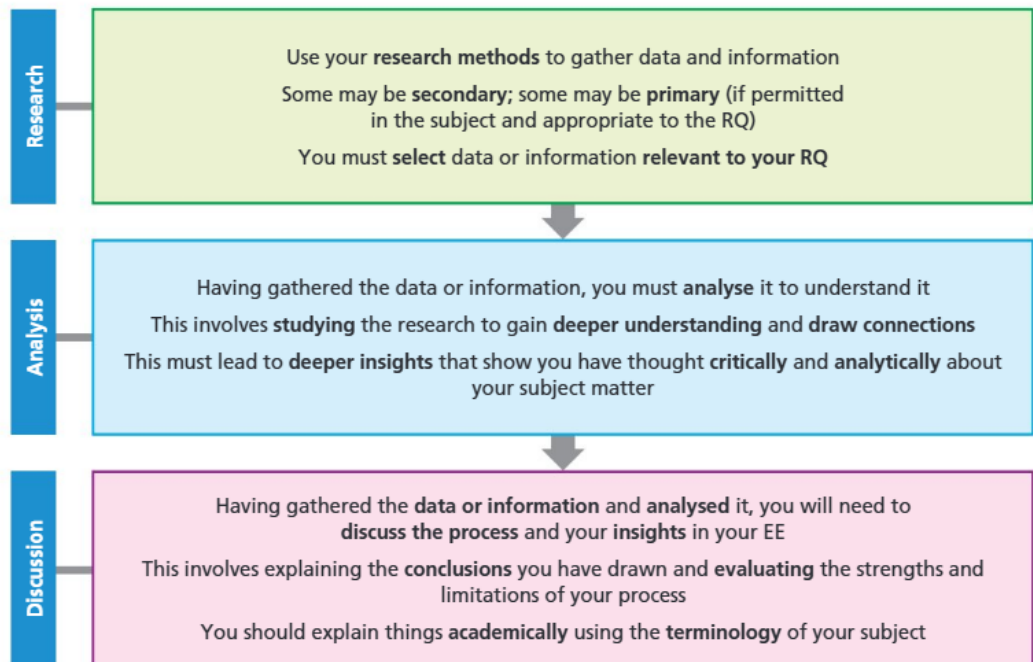 Research
Use your research methods to gather data and information
Some may be secondary; some may be primary (if permitted
in the subject and appropriate to the RQ)
You must select data or information relevant to your RQ
Analysis
Having gathered the data or information, you must analyse it to understand it
This involves studying the research to gain deeper understanding and draw connections
This must lead to deeper insights that show you have thought critically and analytically about
your subject matter
Discussion
Having gathered the data or information and analysed it, you will need to
discuss the process and your insights in your EE
This involves explaining the conclusions you have drawn and evaluating the strengths and
limitations of your process
You should explain things academically using the terminology of your subject